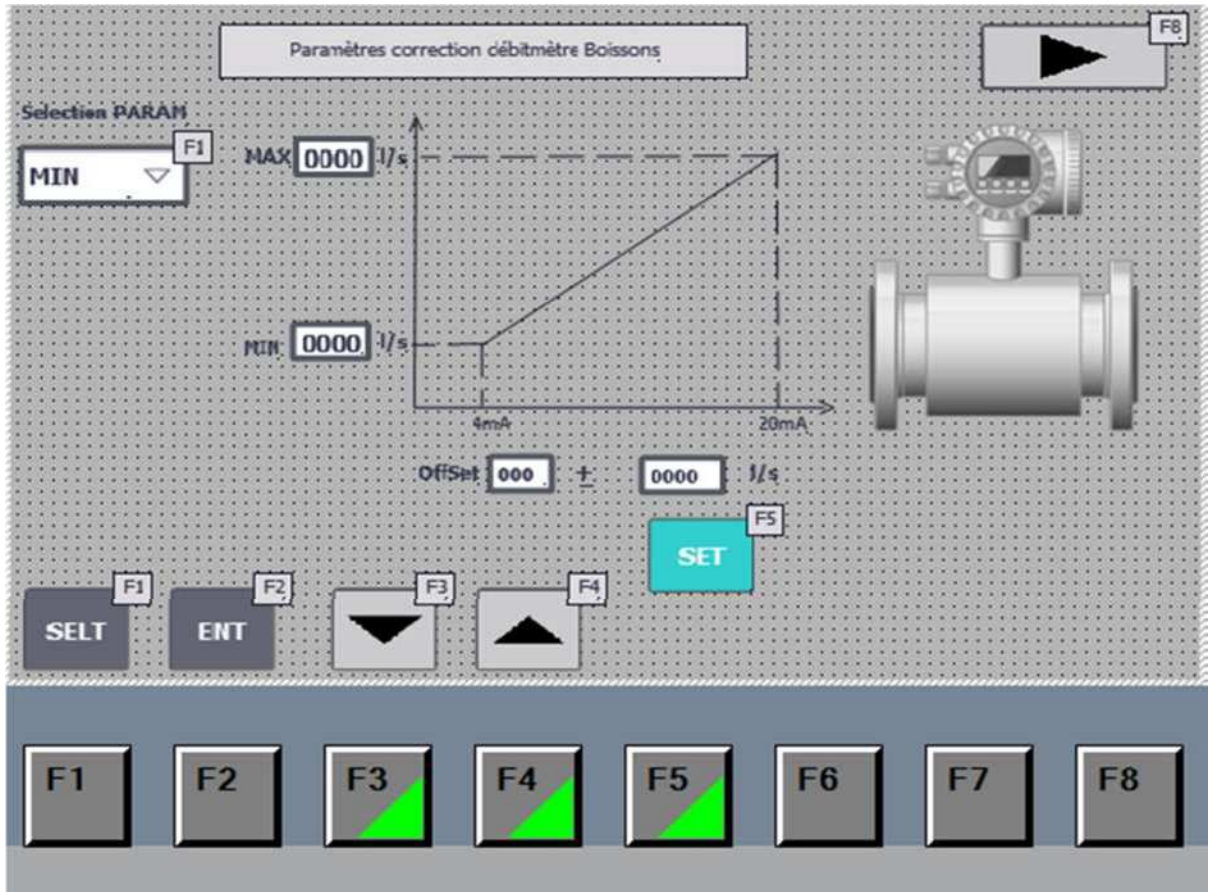 F8
Paramètres correction débitmètre Boissons
Selection PARAM
F1
MIN
MAX 0000 l/s
MIN 0000 l/s
4mA 20mA
OffSet 000 ± 0000 l/s
F5
SET
F1 F2 F3 F4
SELT ENT
F1 F2 F3 F4 F5 F6 F7 F8